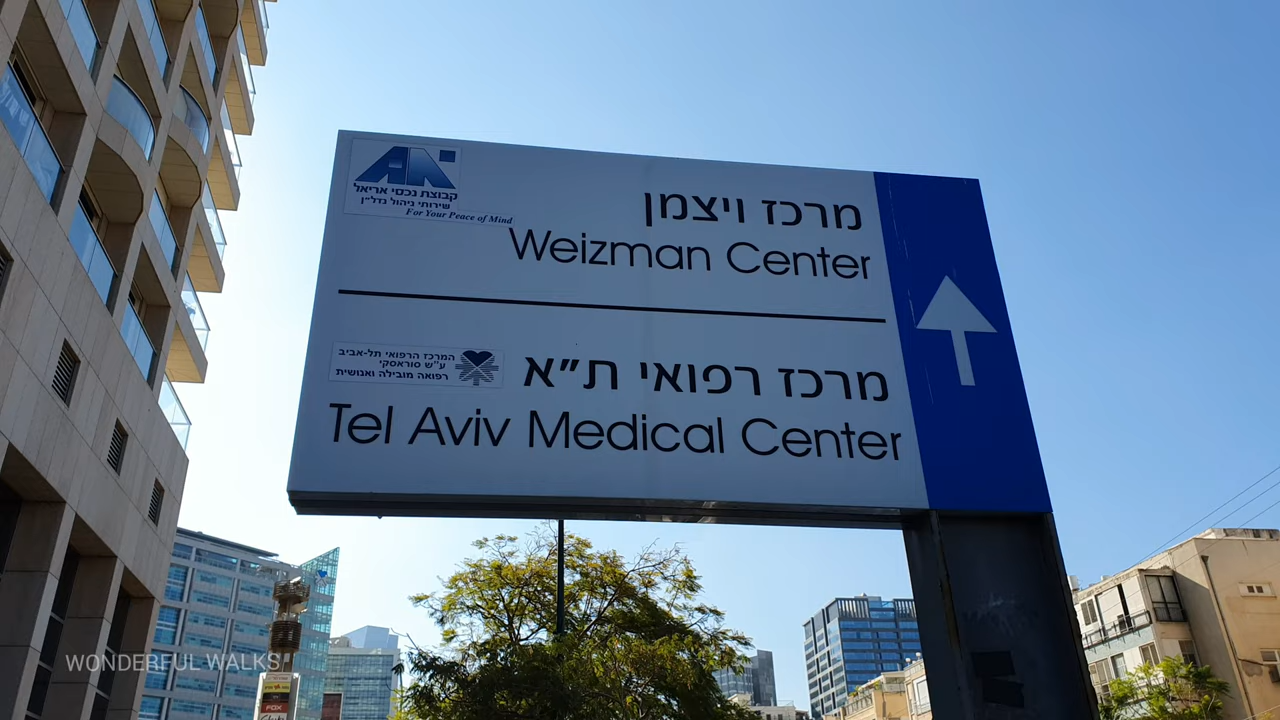 קבוצת נכסי אריאל
שירותי ניהול נדל"ן
For Your Peace of Mind
מרכז ויצמן
Weizman Center
המרכז הרפואי תל-אביב
ע"ש סוראסקי
רפואה מובילה ואנושית
מרכז רפואי ת"א
Tel Aviv Medical Center
WONDERFUL WALKS
FOX